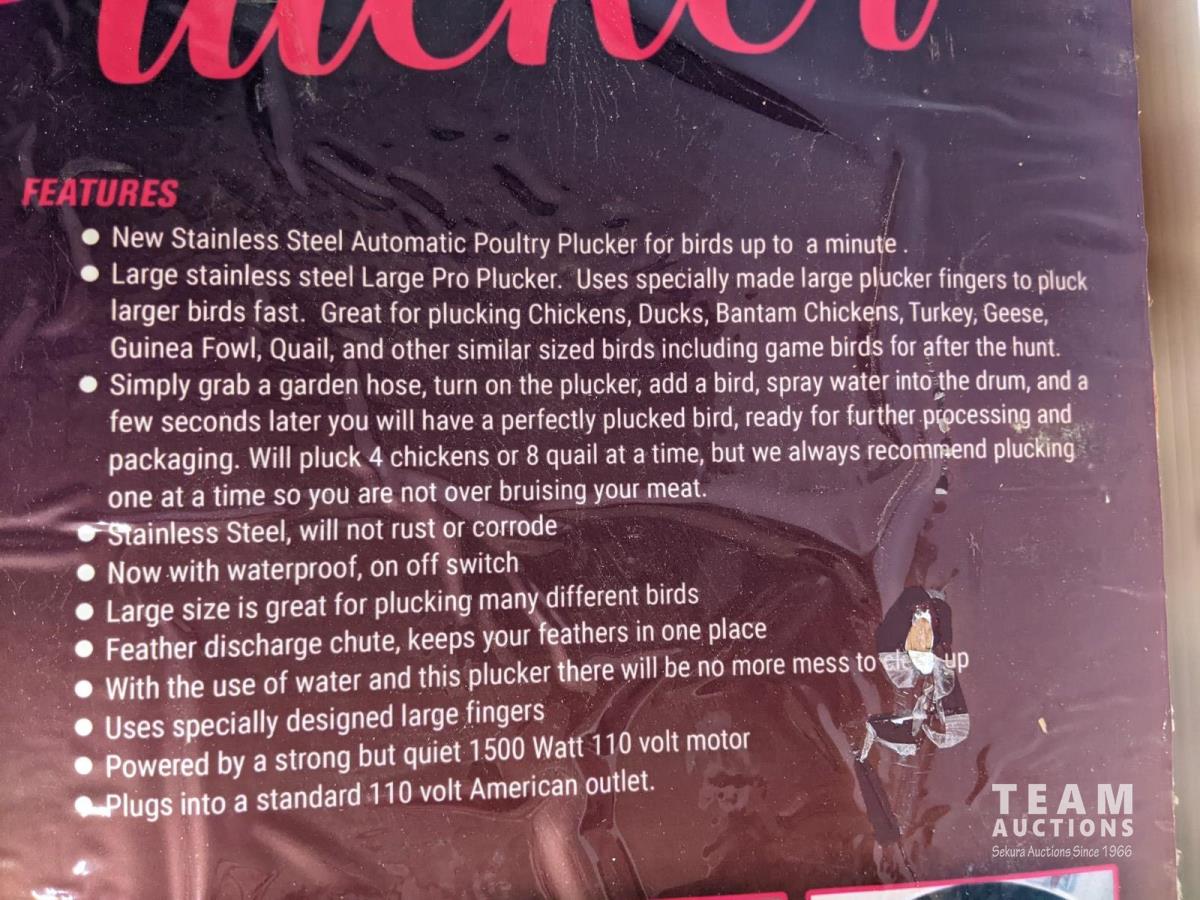 FEATURES
● New Stainless Steel Automatic Poultry Plucker for birds up to a minute .
● Large stainless steel Large Pro Plucker. Uses specially made large plucker fingers to pluck
larger birds fast. Great for plucking Chickens, Ducks, Bantam Chickens, Turkey, Geese,
Guinea Fowl, Quail, and other similar sized birds including game birds for after the hunt.
● Simply grab a garden hose, turn on the plucker, add a bird, spray water into the drum, and a
few seconds later you will have a perfectly plucked bird, ready for further processing and
packaging. Will pluck 4 chickens or 8 quail at a time, but we always recommend plucking
one at a time so you are not over bruising your meat.
● Stainless Steel, will not rust or corrode
● Now with waterproof, on off switch
● Large size is great for plucking many different birds
● Feather discharge chute, keeps your feathers in one place
● With the use of water and this plucker there will be no more mess to up
● Uses specially designed large fingers
● Powered by a strong but quiet 1500 Watt 110 volt motor
● Plugs into a standard 110 volt American outlet.
TEAM
AUCTIONS
Sekura Auctions Since 1966